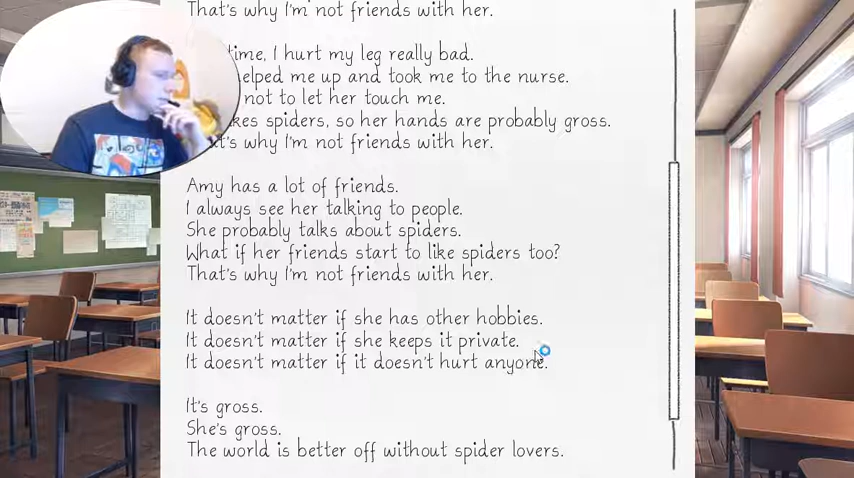 That's why I'm not friends with her.
time, I hurt my leg really bad.
elped me up and took me to the nurse.
not to let her touch me.
kes spiders, so her hands are probably gross.
t's why I'm not friends with her.
Amy has a lot of friends.
I always see her talking to people.
She probably talks about spiders.
What if her friends start to like spiders too?
That's why I'm not friends with her.
It doesn't matter if she has other hobbies.
It doesn't matter if she keeps it private.
It doesn't matter if it doesn't hurt anyone.
It's gross.
She's gross.
The world is better off without spider lovers.